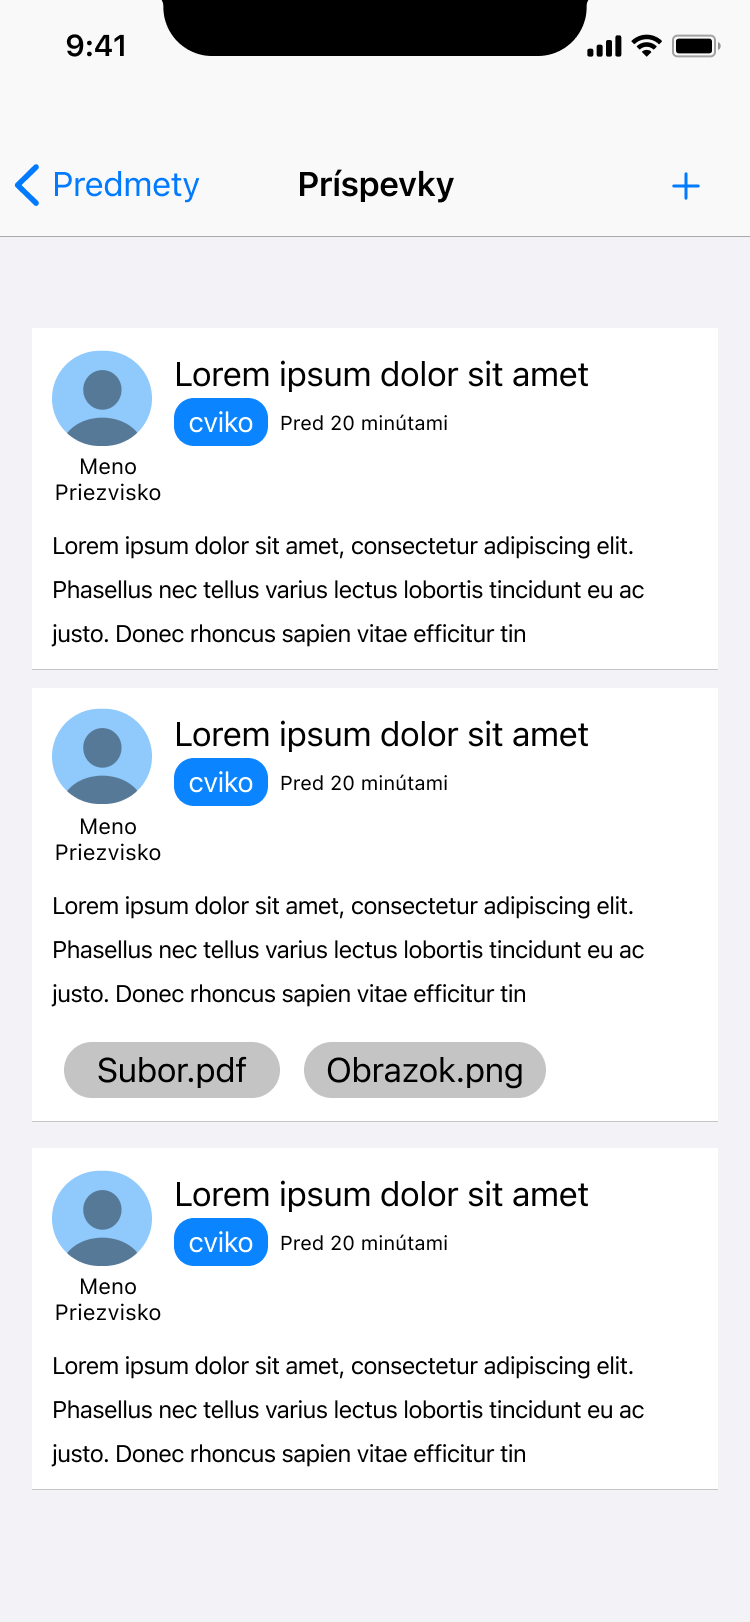 9:41
Predmety Príspevky +
Lorem ipsum dolor sit amet
cviko Pred 20 minútami
Meno
Priezvisko
Lorem ipsum dolor sit amet, consectetur adipiscing elit.
Phasellus nec tellus varius lectus lobortis tincidunt eu ac
justo. Donec rhoncus sapien vitae efficitur tin
Lorem ipsum dolor sit amet
cviko Pred 20 minútami
Meno
Priezvisko
Lorem ipsum dolor sit amet, consectetur adipiscing elit.
Phasellus nec tellus varius lectus lobortis tincidunt eu ac
justo. Donec rhoncus sapien vitae efficitur tin
Subor.pdf Obrazok.png
Lorem ipsum dolor sit amet
cviko Pred 20 minútami
Meno
Priezvisko
Lorem ipsum dolor sit amet, consectetur adipiscing elit.
Phasellus nec tellus varius lectus lobortis tincidunt eu ac
justo. Donec rhoncus sapien vitae efficitur tin